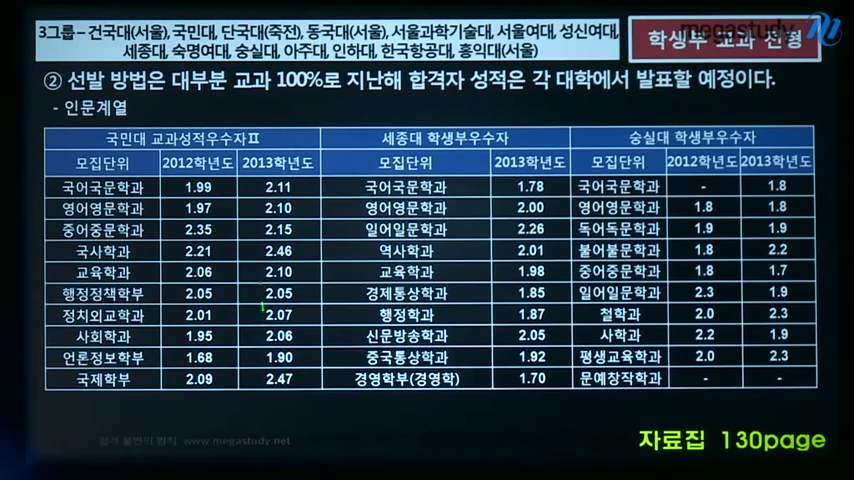 3그룹 – 건국대(서울), 국민대, 단국대(죽전), 동국대(서울), 서울과학기술대, 서울여대, 성신여대,
세종대, 숙명여대, 숭실대, 아주대, 인하대, 한국항공대, 홍익대(서울)
megastudy
학생부 교과 전형
② 선발 방법은 대부분 교과 100%로 지난해 합격자 성적은 각 대학에서 발표할 예정이다.
- 인문계열
국민대 교과성적우수자Ⅱ 세종대 학생부우수자 숭실대 학생부우수자
모집단위 2012학년도 2013학년도 모집단위 2013학년도 모집단위 2012학년도 2013학년도
국어국문학과 1.99 2.11 국어국문학과 1.78 국어국문학과 - 1.8
영어영문학과 1.97 2.10 영어영문학과 2.00 영어영문학과 1.8 1.8
중어중문학과 2.35 2.15 일어일문학과 2.26 독어독문학과 1.9 1.9
국사학과 2.21 2.46 역사학과 2.01 불어불문학과 1.8 2.2
교육학과 2.06 2.10 교육학과 1.98 중어중문학과 1.8 1.7
행정정책학부 2.05 2.05 경제통상학과 1.85 일어일문학과 2.3 1.9
정치외교학과 2.01 2.07 행정학과 1.87 철학과 2.0 2.3
사회학과 1.95 2.06 신문방송학과 2.05 사학과 2.2 1.9
언론정보학부 1.68 1.90 중국통상학과 1.92 평생교육학과 2.0 2.3
국제학부 2.09 2.47 경영학부(경영학) 1.70 문예창작학과 - -
합격 불변의 법칙 www.megastudy.net
자료집 130page